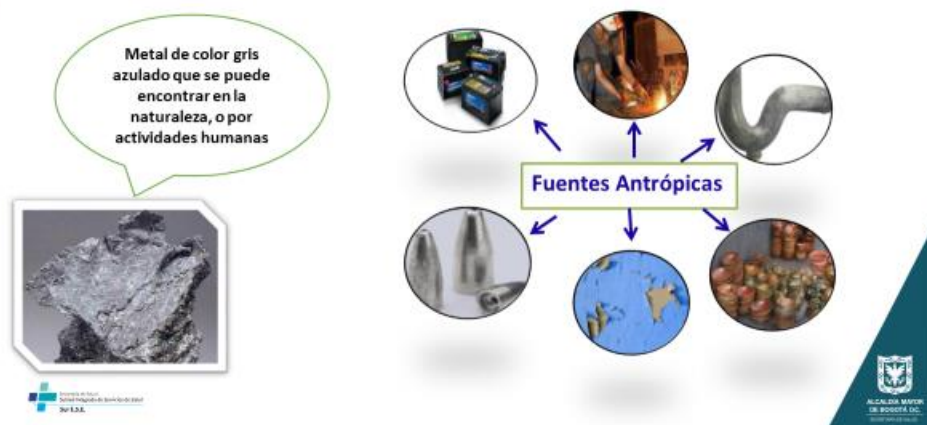 Metal de color gris
azulado que se puede
encontrar en la
naturaleza, o por
actividades humanas
Fuentes Antrópicas
Sur E.S.E.
ALCALDÍA MAYOR
DE BOGOTÁ D.C.